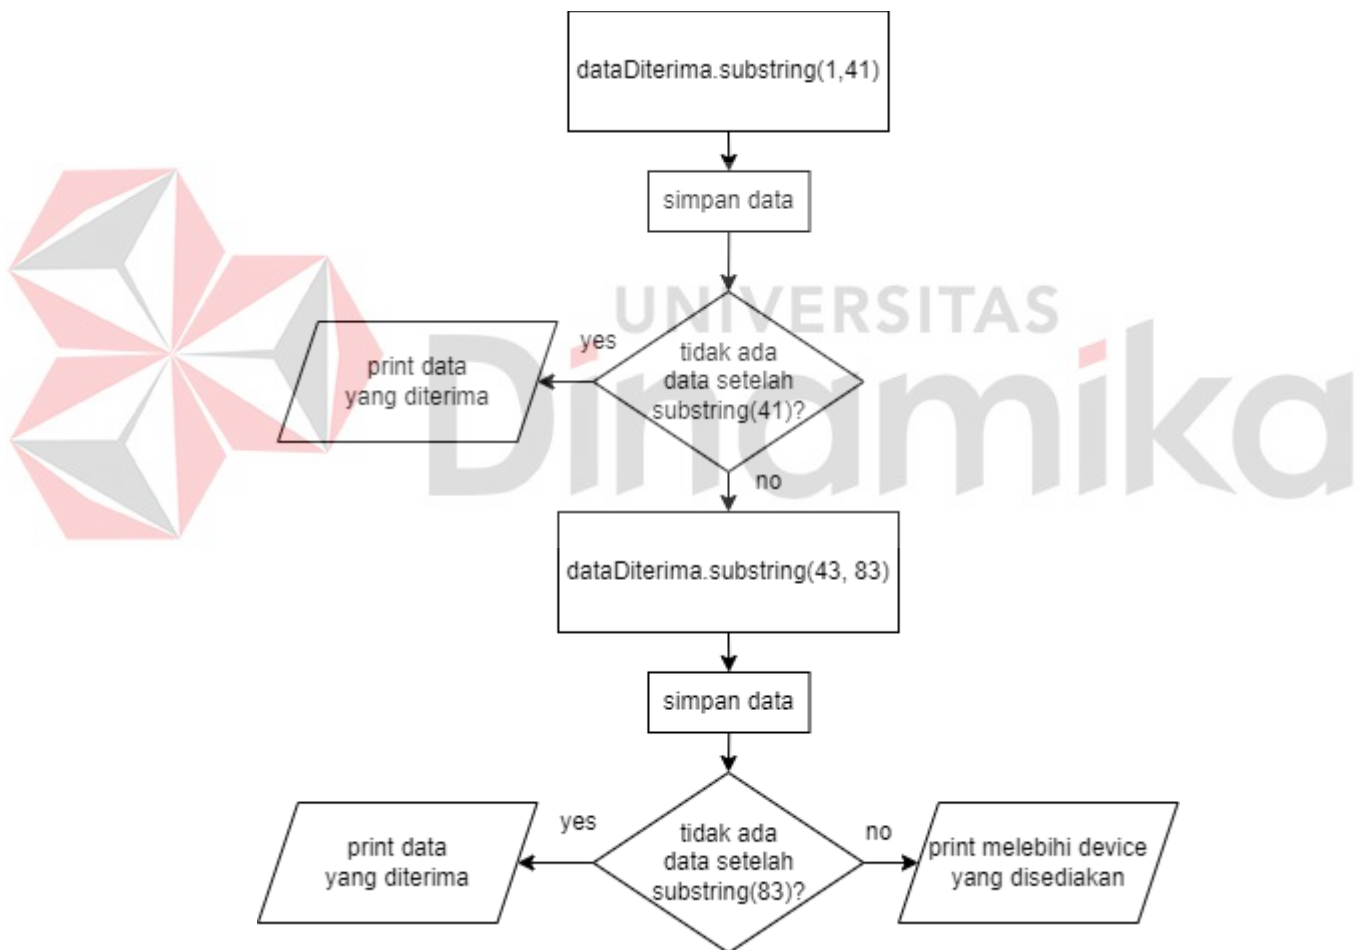 dataDiterima.substring(1,41)
simpan data
UNIVERSITAS
Dinamika
yes
tidak ada
data setelah
substring(41)?
print data
yang diterima
no
dataDiterima.substring(43, 83)
simpan data
yes
tidak ada
data setelah
substring(83)?
no
print data
yang diterima
print melebihi device
yang disediakan